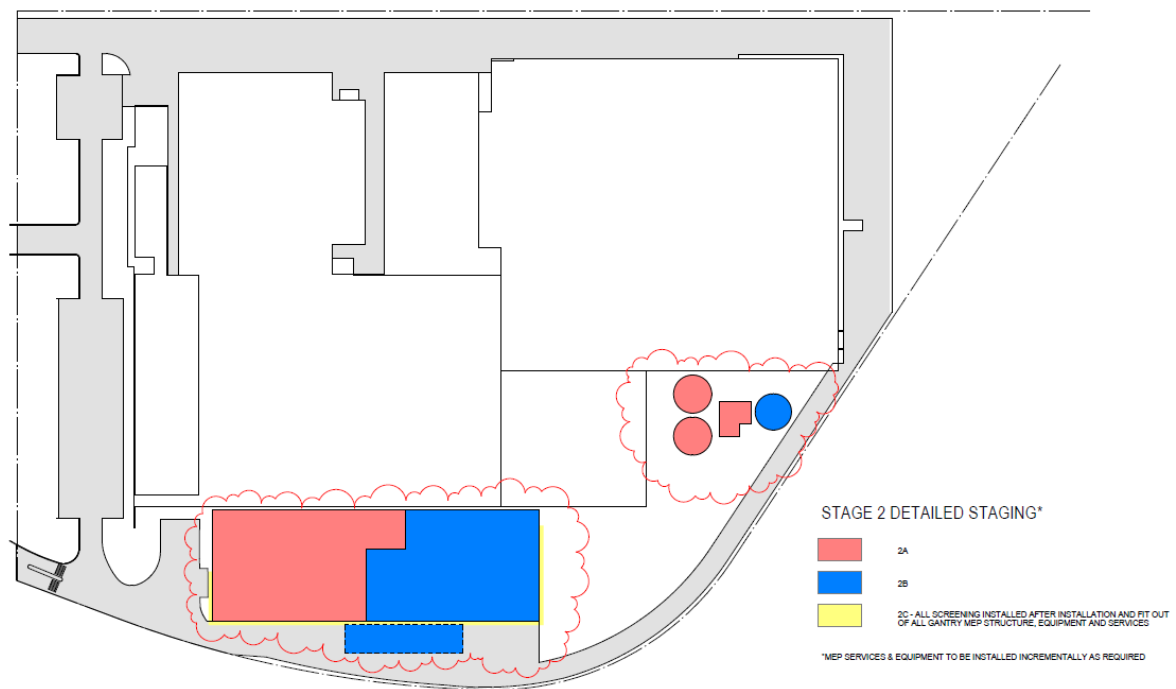 STAGE 2 DETAILED STAGING*
2A
2B
2C - ALL SCREENING INSTALLED AFTER INSTALLATION AND FIT OUT
OF ALL GANTRY MEP STRUCTURE, EQUIPMENT AND SERVICES
*MEP SERVICES & EQUIPMENT TO BE INSTALLED INCREMENTALLY AS REQUIRED